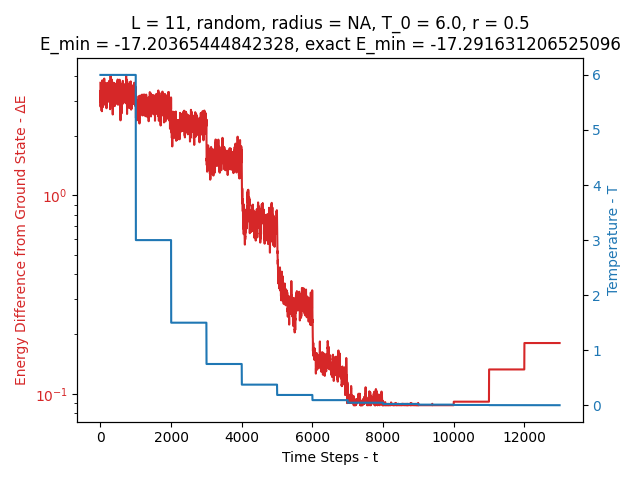 L = 11, random, radius = NA, T_0 = 6.0, r = 0.5
E_min = -17.20365444842328, exact E_min = -17.291631206525096
Energy Difference from Ground State - ΔE
10^0
10^-1
6
5
4
3
2
1
0
Temperature - T
0 2000 4000 6000 8000 10000 12000
Time Steps - t